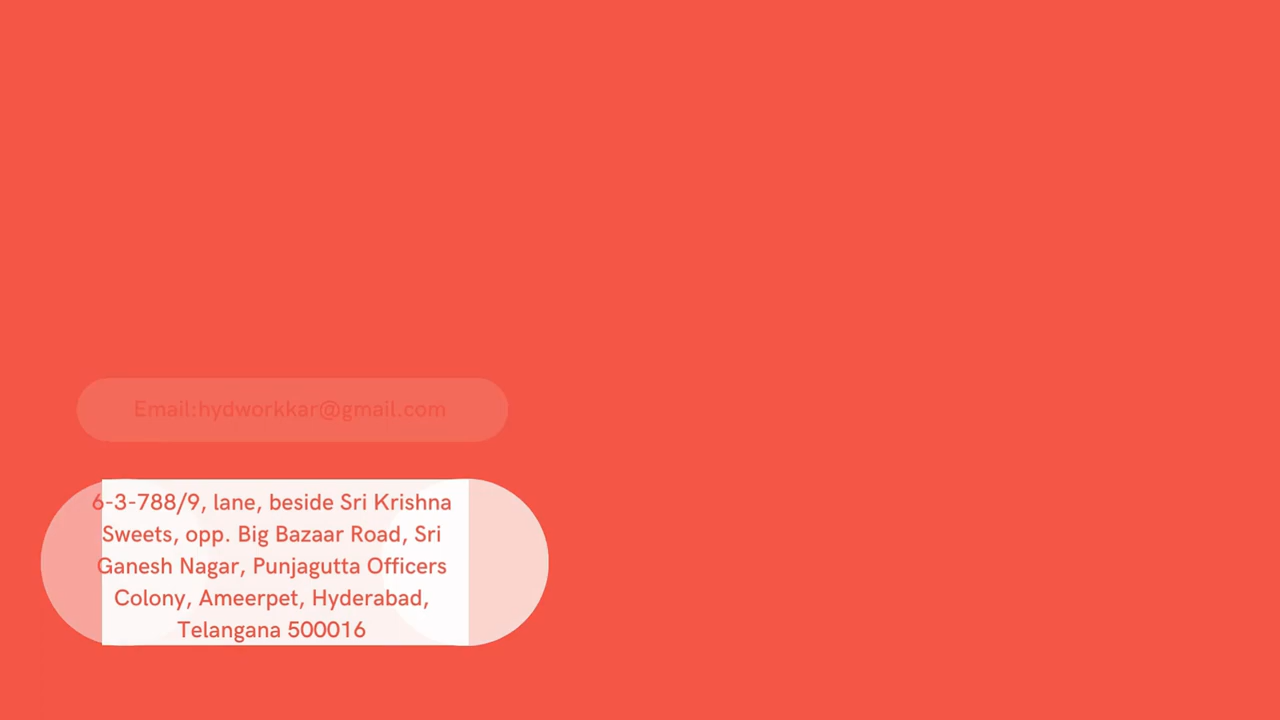 Email:hydworkkar@gmail.com
6-3-788/9, lane, beside Sri Krishna
Sweets, opp. Big Bazaar Road, Sri
Ganesh Nagar, Punjagutta Officers
Colony, Ameerpet, Hyderabad,
Telangana 500016